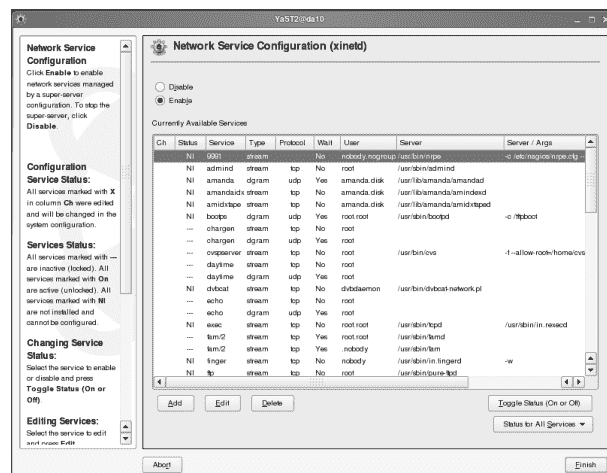 YaST2@da10
Network Service
Configuration
Click Enable to enable
network services managed
by a super-server
configuration. To stop the
super-server, click
Disable.
Configuration
Service Status:
All services marked with X
in column Ch were edited
and will be changed in the
system configuration.
Services Status:
All services marked with ---
are inactive (locked). All
services marked with On
are active (unlocked). All
services marked with NI
are not installed and
cannot be configured.
Changing Service
Status:
Select the service to enable
or disable and press
Toggle Status (On or
Off).
Editing Services:
Select the service to edit
and press Edit
Network Service Configuration (xinetd)
Disable
Enable
Currently Available Services
Ch Status Service Type Protocol Wait User Server Server / Args
NI 9991 stream No nobody.nogroup /usr/bin/nrpe -c /etc/nagios/nrpe.cfg --
NI admind stream tcp No root /usr/sbin/admind
NI amanda dgram udp Yes amanda.disk /usr/lib/amanda/amandad
NI amandaidx stream tcp No amanda.disk /usr/lib/amanda/amindexd
NI amidxtape stream tcp No amanda.disk /usr/lib/amanda/amidxtaped
NI bootps dgram udp Yes root.root /usr/sbin/bootpd -c /tftpboot
--- chargen stream tcp No root
--- chargen dgram udp Yes root
--- cvspserver stream tcp No root /usr/bin/cvs -f --allow-root=/home/cvs
--- daytime stream tcp No root
--- daytime dgram udp Yes root
NI dvbcat stream tcp No dvbdaemon /usr/bin/dvbcat-network.pl
--- echo stream tcp No root
--- echo dgram udp Yes root
NI exec stream tcp No root.root /usr/sbin/tcpd /usr/sbin/in.rexecd
--- fam/2 stream tcp No root.root /usr/sbin/famd
--- fam/2 stream tcp Yes .nobody /usr/sbin/fam
NI finger stream tcp No nobody /usr/sbin/in.fingerd -w
NI ftp stream tcp No root /usr/sbin/pure-ftpd
Add Edit Delete Toggle Status (On or Off)
Status for All Services
Abort Finish